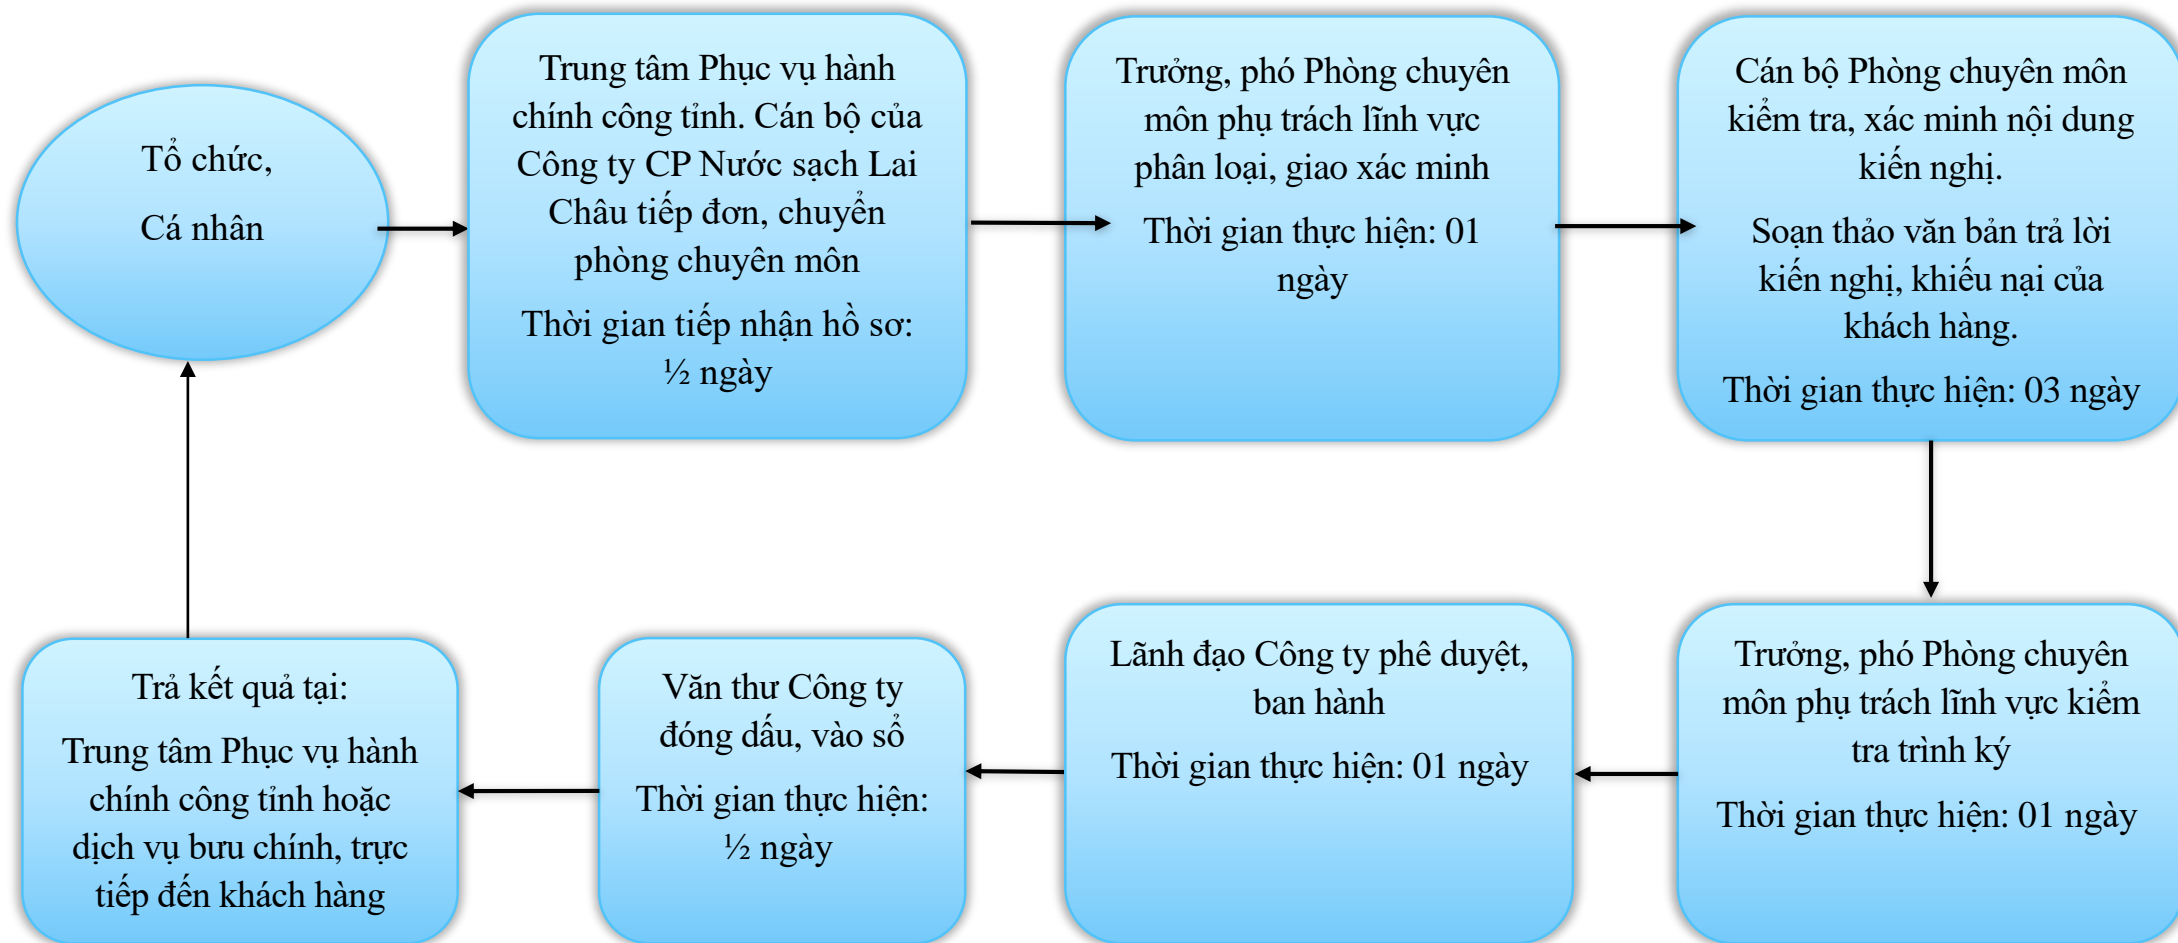 Tổ chức,
Cá nhân
Trung tâm Phục vụ hành
chính công tỉnh. Cán bộ của
Công ty CP Nước sạch Lai
Châu tiếp đơn, chuyển
phòng chuyên môn
Thời gian tiếp nhận hồ sơ:
½ ngày
Trưởng, phó Phòng chuyên
môn phụ trách lĩnh vực
phân loại, giao xác minh
Thời gian thực hiện: 01
ngày
Cán bộ Phòng chuyên môn
kiểm tra, xác minh nội dung
kiến nghị.
Soạn thảo văn bản trả lời
kiến nghị, khiếu nại của
khách hàng.
Thời gian thực hiện: 03 ngày
Trưởng, phó Phòng chuyên
môn phụ trách lĩnh vực kiểm
tra trình ký
Thời gian thực hiện: 01 ngày
Lãnh đạo Công ty phê duyệt,
ban hành
Thời gian thực hiện: 01 ngày
Văn thư Công ty
đóng dấu, vào sổ
Thời gian thực hiện:
½ ngày
Trả kết quả tại:
Trung tâm Phục vụ hành
chính công tỉnh hoặc
dịch vụ bưu chính, trực
tiếp đến khách hàng